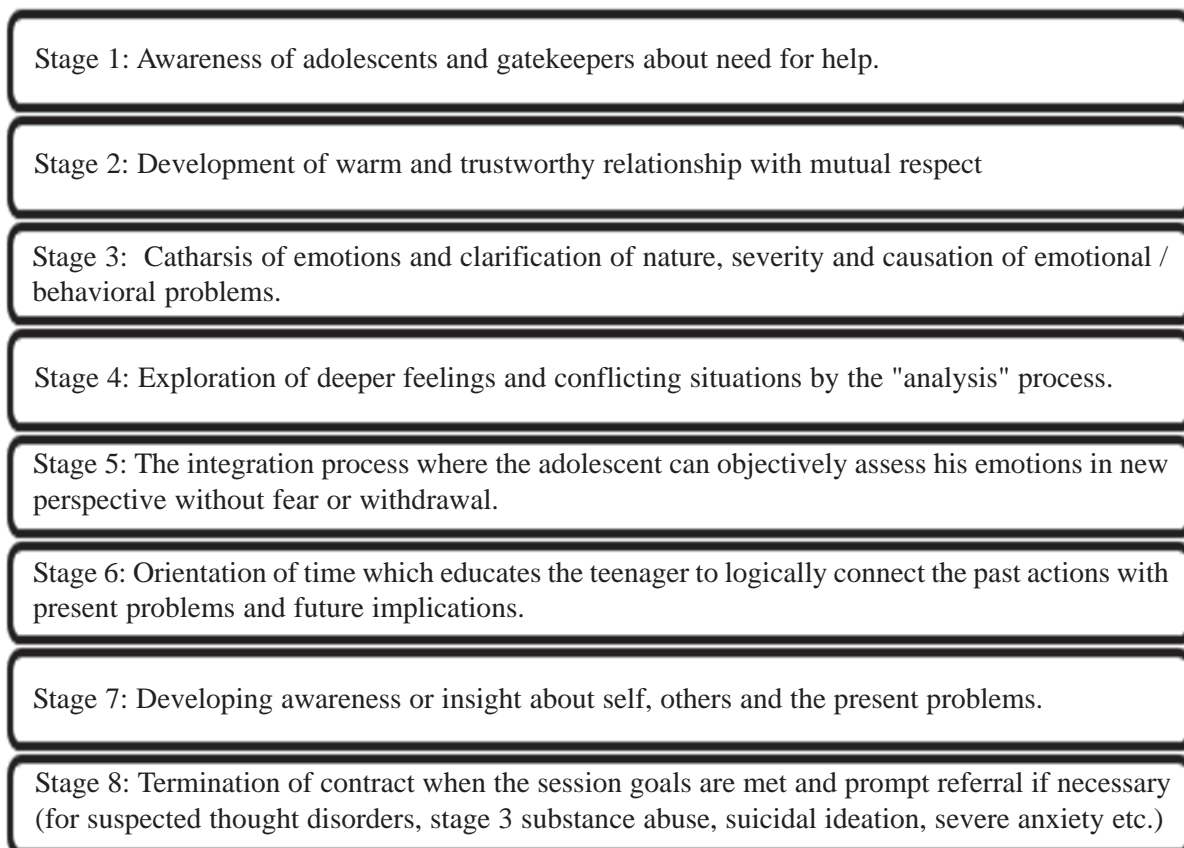 Stage 1: Awareness of adolescents and gatekeepers about need for help.
Stage 2: Development of warm and trustworthy relationship with mutual respect
Stage 3: Catharsis of emotions and clarification of nature, severity and causation of emotional /
behavioral problems.
Stage 4: Exploration of deeper feelings and conflicting situations by the "analysis" process.
Stage 5: The integration process where the adolescent can objectively assess his emotions in new
perspective without fear or withdrawal.
Stage 6: Orientation of time which educates the teenager to logically connect the past actions with
present problems and future implications.
Stage 7: Developing awareness or insight about self, others and the present problems.
Stage 8: Termination of contract when the session goals are met and prompt referral if necessary
(for suspected thought disorders, stage 3 substance abuse, suicidal ideation, severe anxiety etc.)